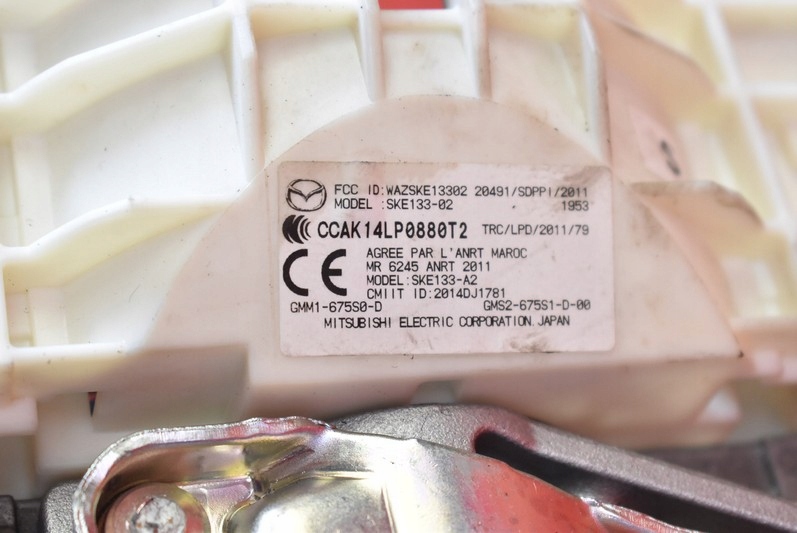 FCC ID:WAZSKE13302 20491/SDPPI/2011
MODEL :SKE133-02 1953
CCAK14LP0880T2 TRC/LPD/2011/79
AGREE PAR L'ANRT MAROC
MR 6245 ANRT 2011
CE MODEL:SKE133-A2
CMIIT ID:2014DJ1781
GMM1-675S0-D GMS2-675S1-D-00
MITSUBISHI ELECTRIC CORPORATION.JAPAN